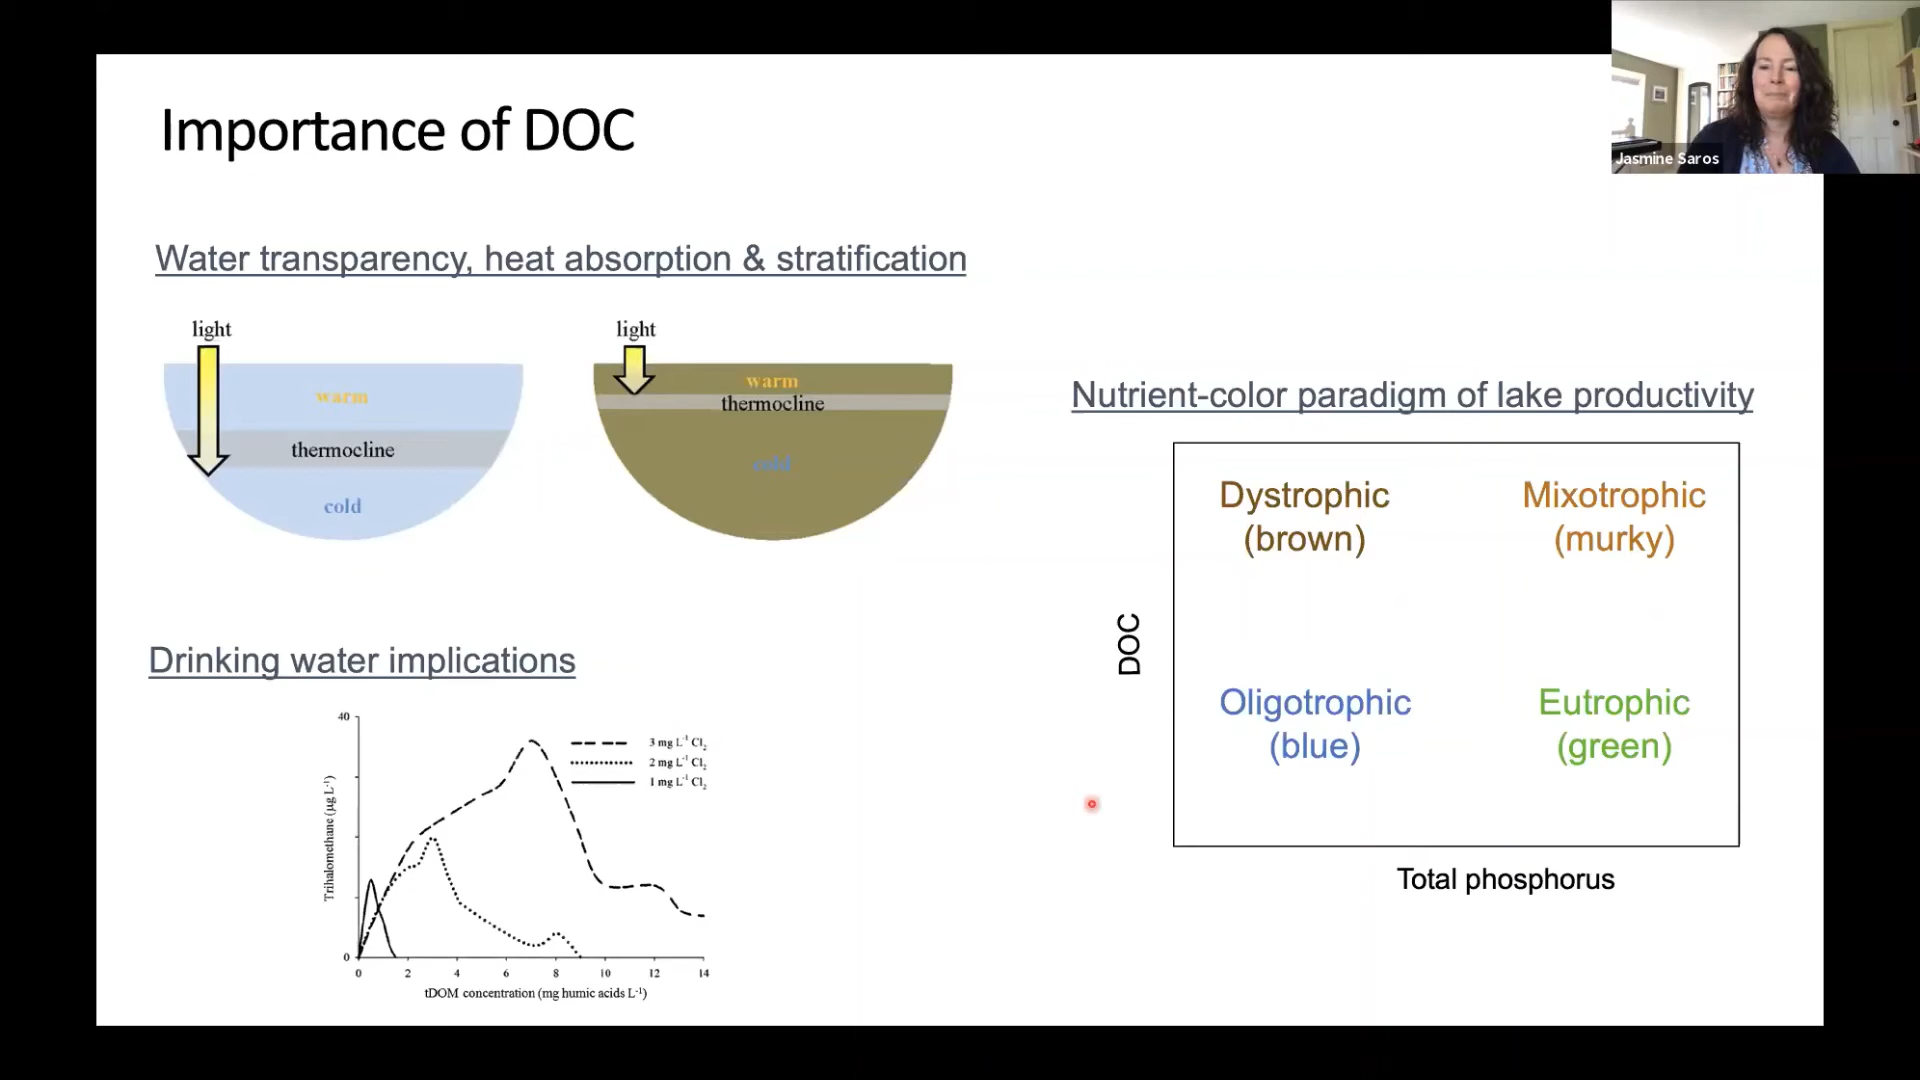 Importance of DOC
Jasmine Saros
Water transparency, heat absorption & stratification
light
warm
thermocline
cold
light
warm
thermocline
cold
Nutrient-color paradigm of lake productivity
Dystrophic
(brown)
Mixotrophic
(murky)
DOC
Oligotrophic
(blue)
Eutrophic
(green)
Total phosphorus
Drinking water implications
40
3 mg L⁻¹ Cl₂
2 mg L⁻¹ Cl₂
1 mg L⁻¹ Cl₂
Trihalomethane (µg L⁻¹)
0
0 2 4 6 8 10 12 14
tDOM concentration (mg humic acids L⁻¹)